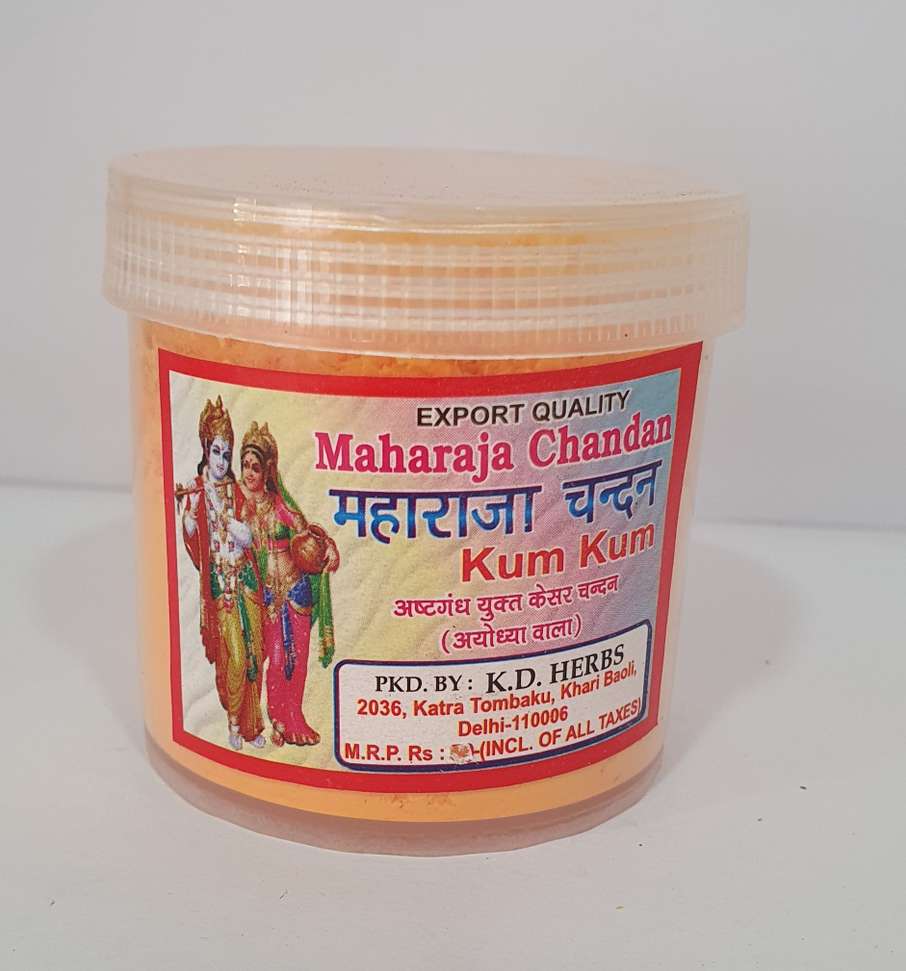 EXPORT QUALITY
Maharaja Chandan
महाराजा चन्दन
Kum Kum
अष्टगंध युक्त केसर चन्दन
(अयोध्या वाला)
PKD. BY : K.D. HERBS
2036, Katra Tombaku, Khari Baoli,
Delhi-110006
M.R.P. Rs : /-(INCL. OF ALL TAXES)